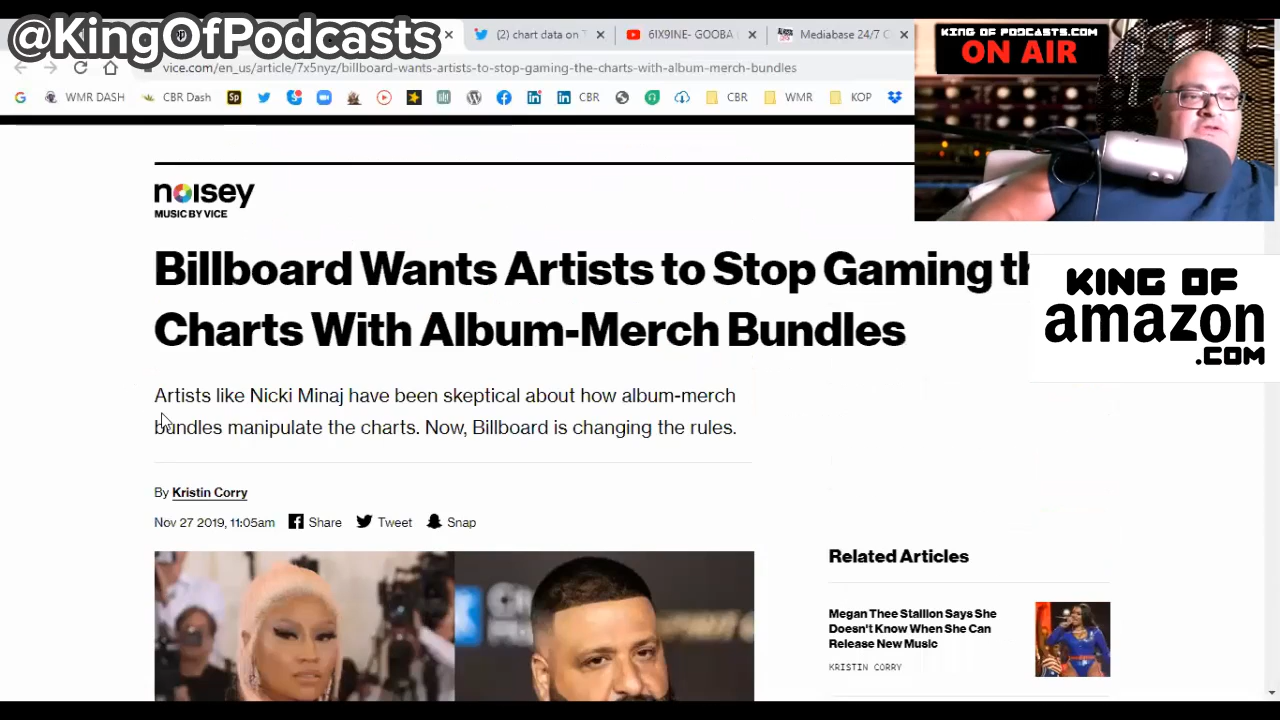 @KingOfPodcasts
(2) chart data on T
6IX9INE- GOOBA (
Mediabase 24/7 C
vice.com/en_us/article/7x5nyz/billboard-wants-artists-to-stop-gaming-the-charts-with-album-merch-bundles
G
WMR DASH
CBR Dash
Sp
CBR
CBR
WMR
KOP
KING OF PODCASTS.COM
ON AIR
noisey
MUSIC BY VICE
Billboard Wants Artists to Stop Gaming th
Charts With Album-Merch Bundles
KING OF
amazon
.COM
Artists like Nicki Minaj have been skeptical about how album-merch
bundles manipulate the charts. Now, Billboard is changing the rules.
By Kristin Corry
Nov 27 2019, 11:05am
Share
Tweet
Snap
Related Articles
Megan Thee Stallion Says She
Doesn't Know When She Can
Release New Music
KRISTIN CORRY